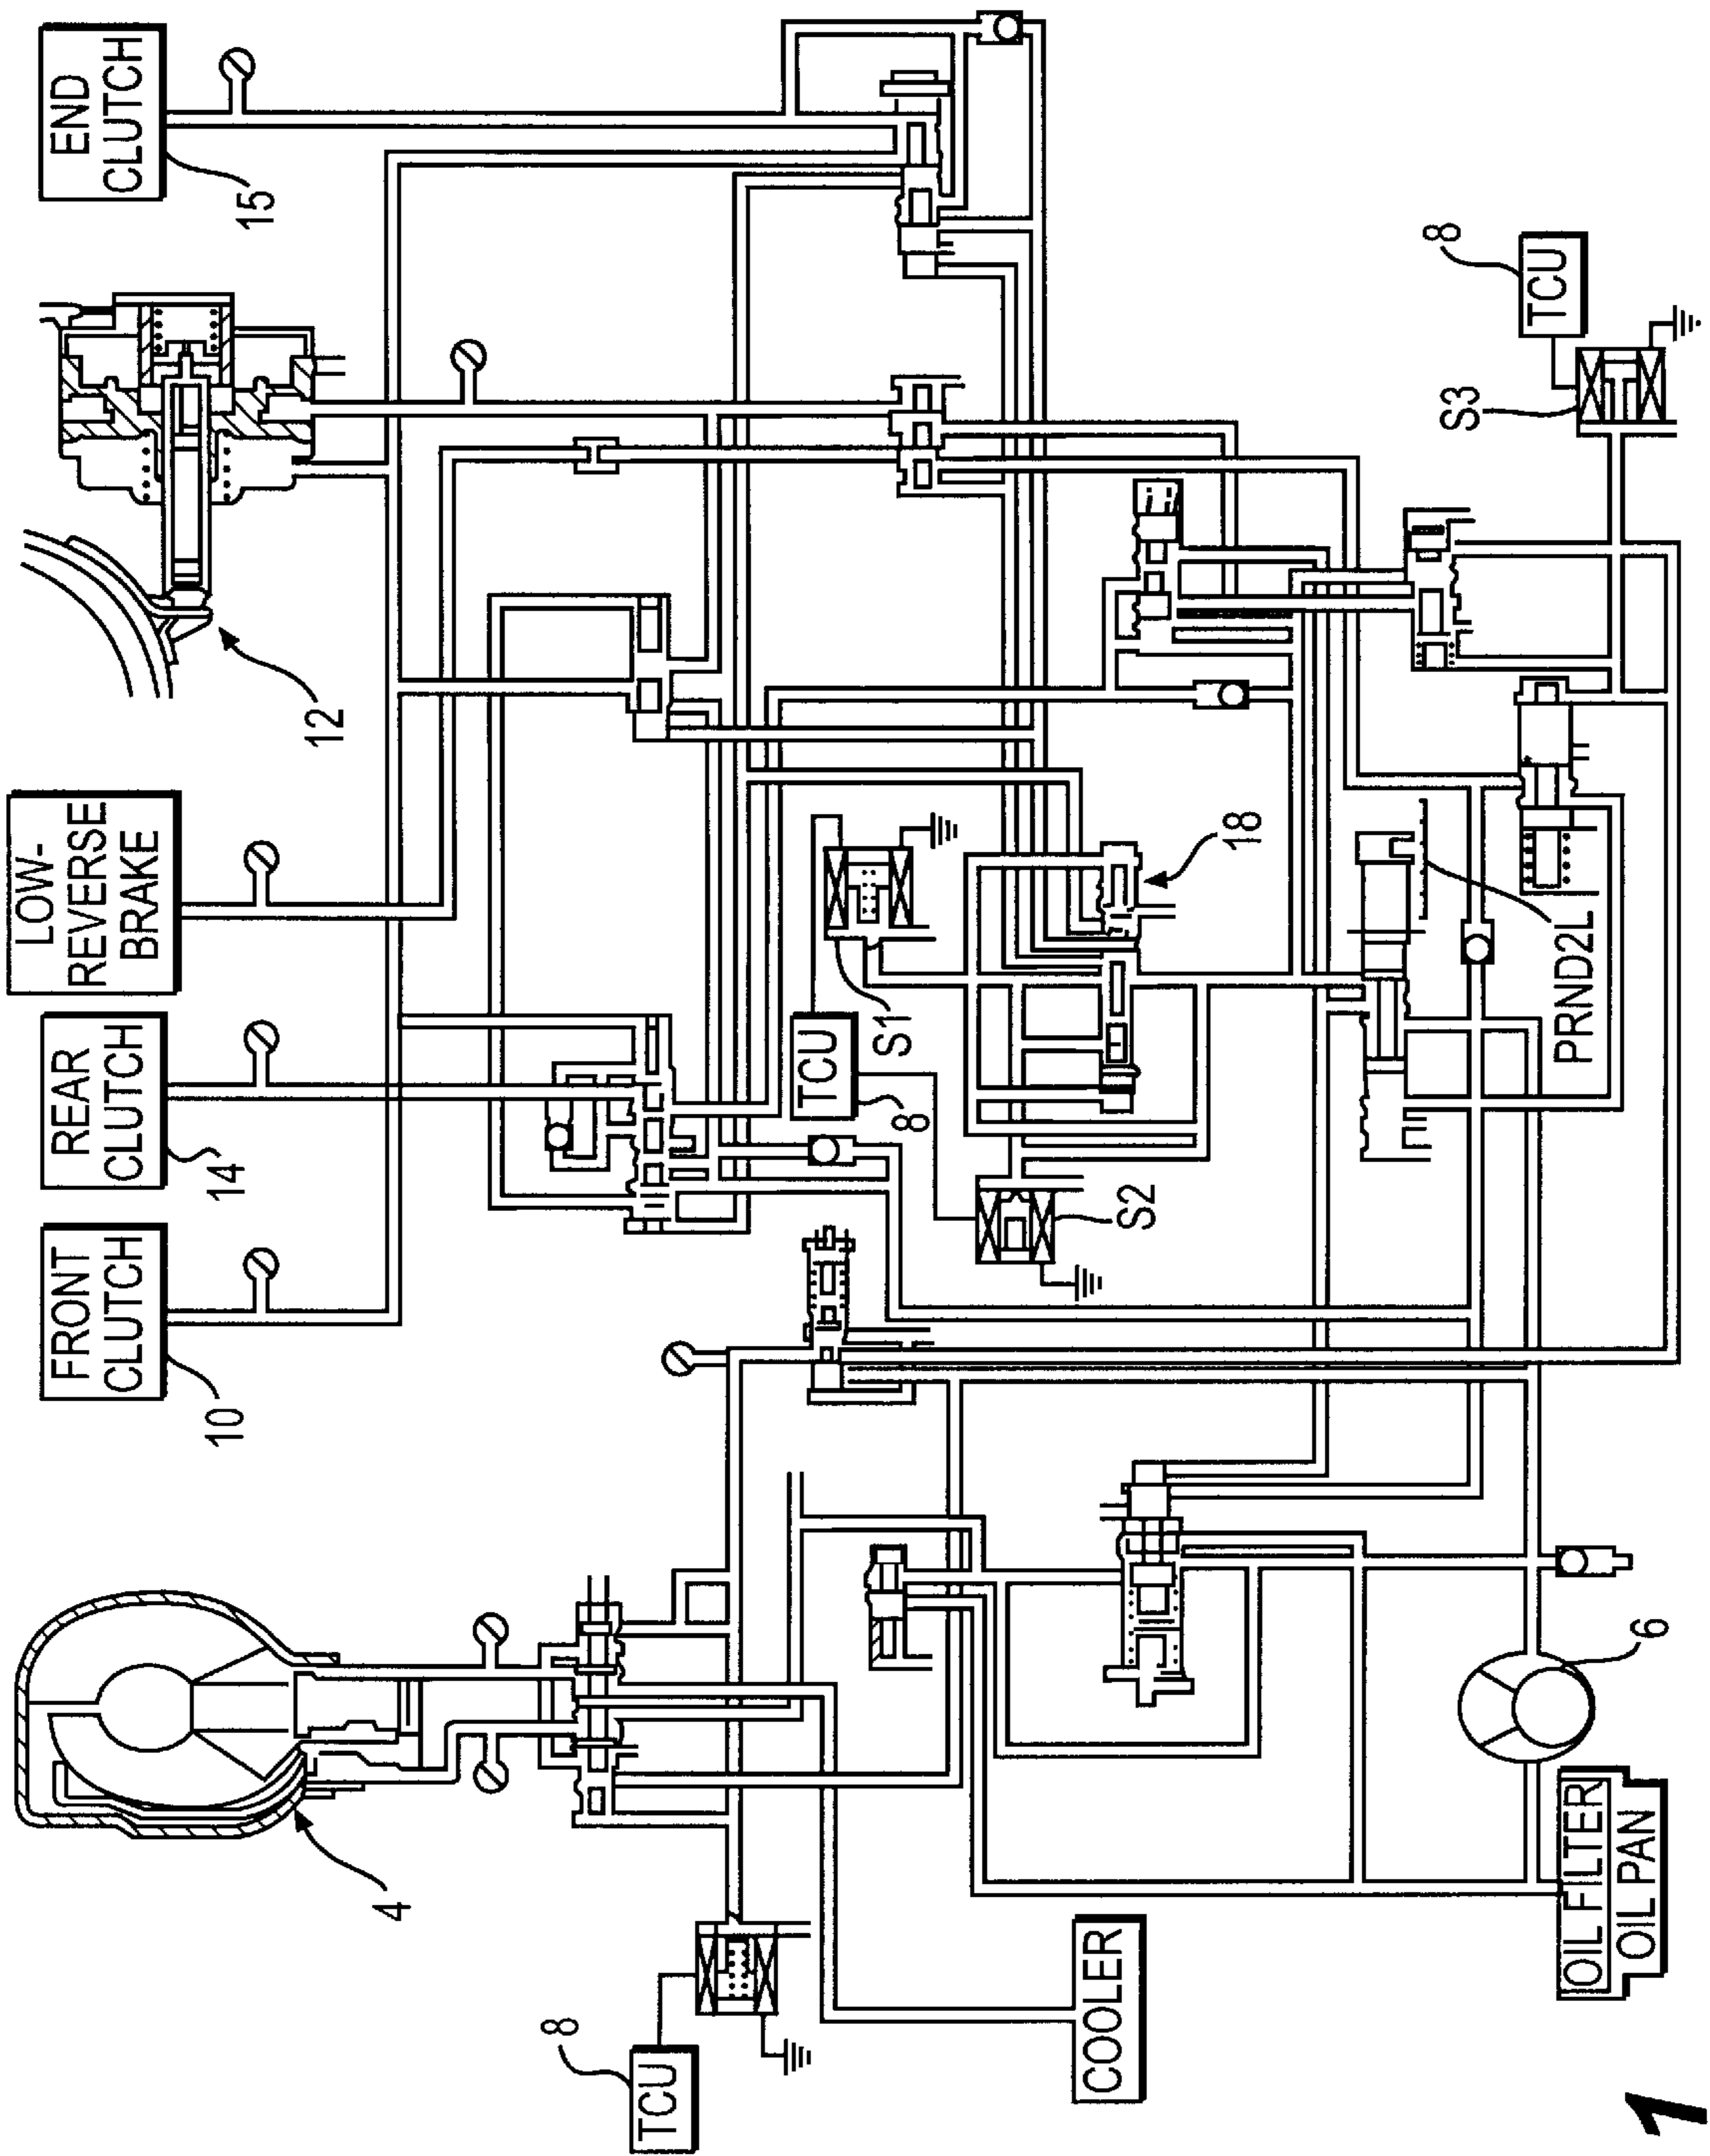 FRONT
CLUTCH
10
REAR
CLUTCH
14
LOW-
REVERSE
BRAKE
12
END
CLUTCH
15
4
TCU
8
COOLER
TCU
8
S1
S2
18
TCU
8
S3
PRND2L
6
OIL FILTER
OIL PAN
1